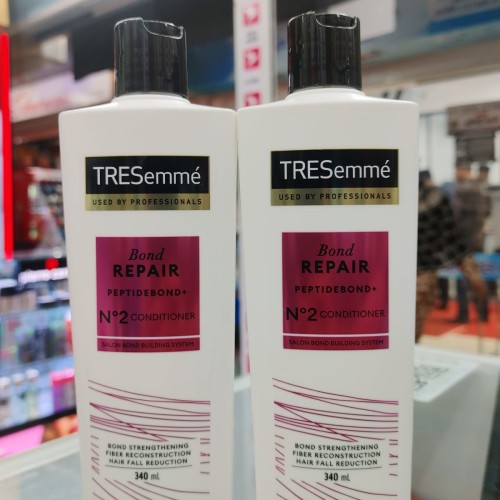 TRESemmé
USED BY PROFESSIONALS
Bond
REPAIR
PEPTIDEBOND+
Nº2 CONDITIONER
SALON BOND BUILDING SYSTEM
BOND STRENGTHENING
FIBER RECONSTRUCTION
HAIR FALL REDUCTION
340 mL
TRESemmé
USED BY PROFESSIONALS
Bond
REPAIR
PEPTIDEBOND+
Nº2 CONDITIONER
SALON BOND BUILDING SYSTEM
BOND STRENGTHENING
FIBER RECONSTRUCTION
HAIR FALL REDUCTION
340 mL